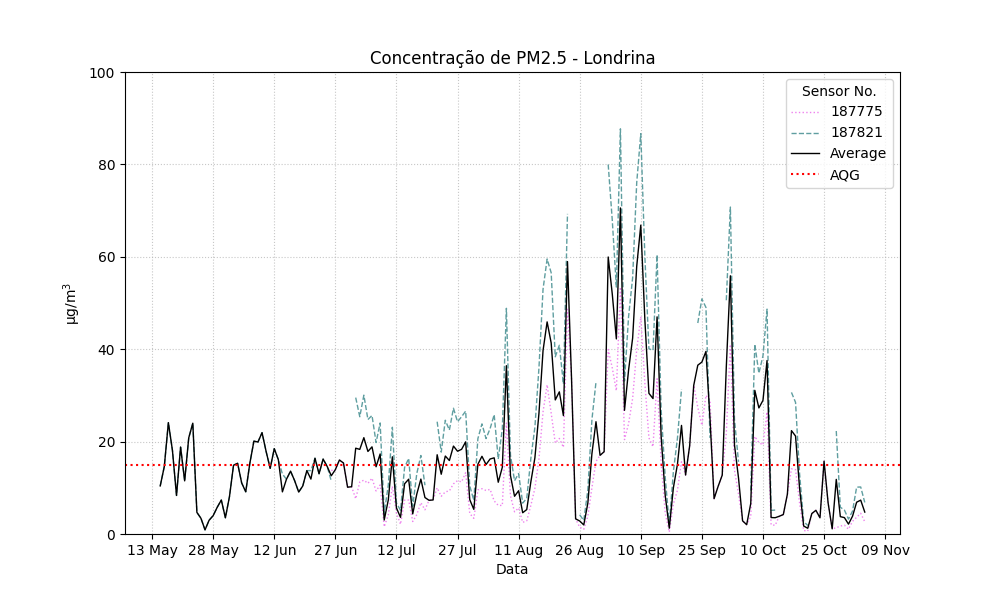 Concentração de PM2.5 - Londrina
Sensor No.
187775
187821
Average
AQG
100
80
60
40
20
0
µg/m³
13 May 28 May 12 Jun 27 Jun 12 Jul 27 Jul 11 Aug 26 Aug 10 Sep 25 Sep 10 Oct 25 Oct 09 Nov
Data